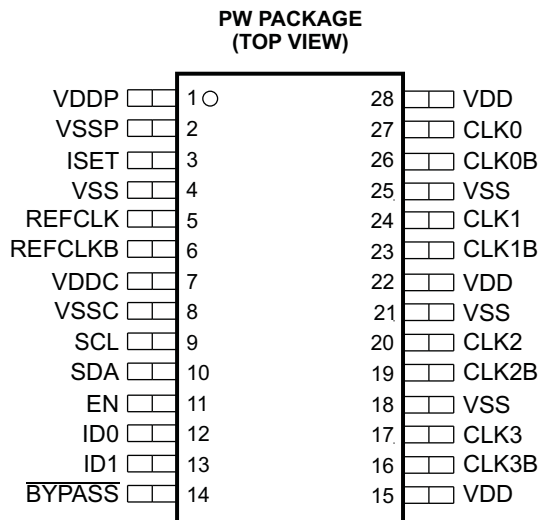 PW PACKAGE
(TOP VIEW)
VDDP 1 28 VDD
VSSP 2 27 CLK0
ISET 3 26 CLK0B
VSS 4 25 VSS
REFCLK 5 24 CLK1
REFCLKB 6 23 CLK1B
VDDC 7 22 VDD
VSSC 8 21 VSS
SCL 9 20 CLK2
SDA 10 19 CLK2B
EN 11 18 VSS
ID0 12 17 CLK3
ID1 13 16 CLK3B
BYPASS 14 15 VDD